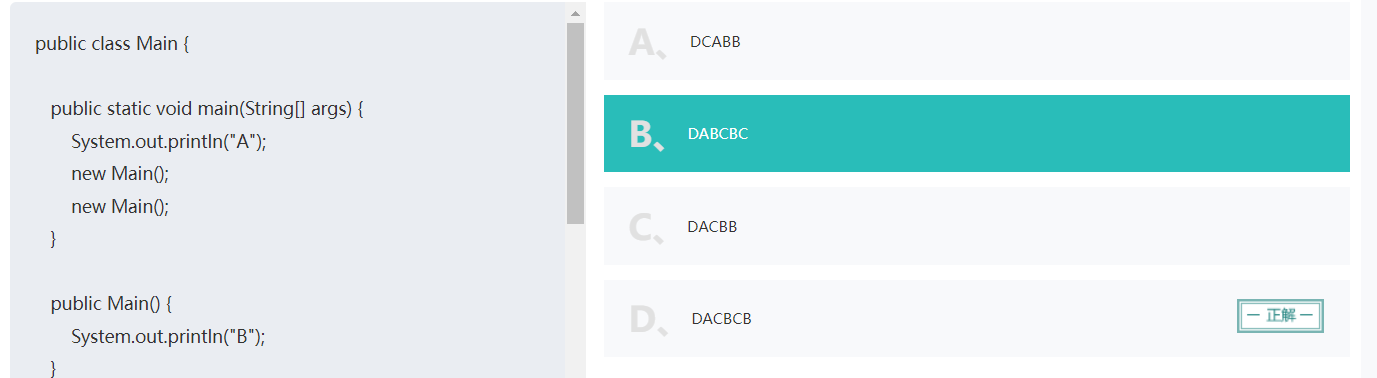 public class Main {
public static void main(String[] args) {
System.out.println("A");
new Main();
new Main();
}
public Main() {
System.out.println("B");
}
A、 DCABB
B、 DABCBC
C、 DACBB
D、 DACBCB
一 正解 一